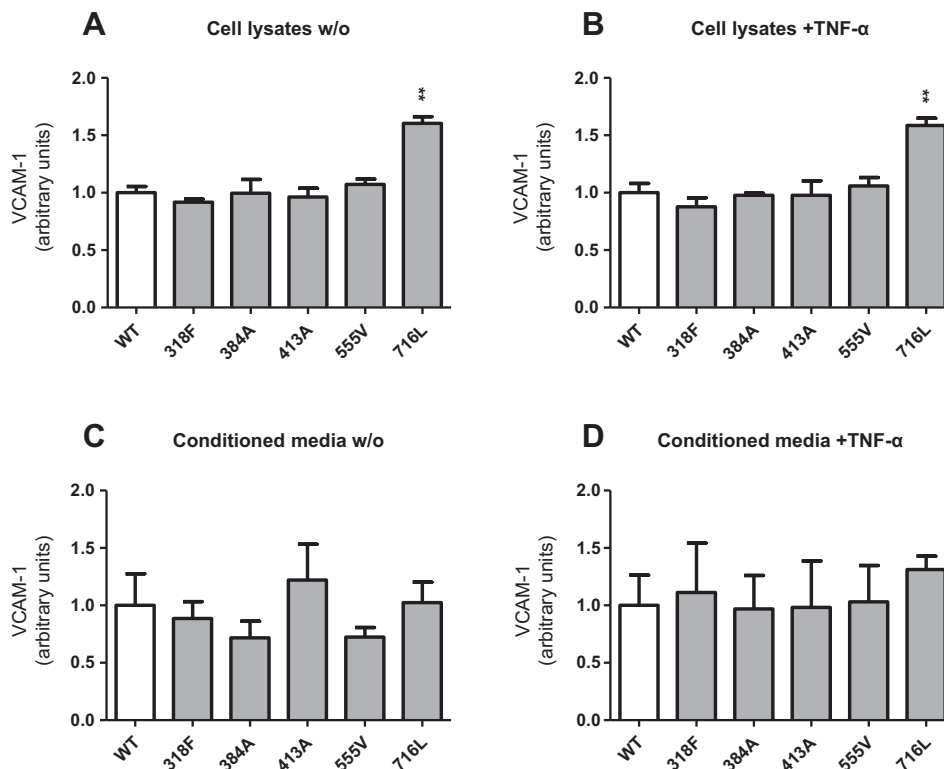 A Cell lysates w/o
VCAM-1
(arbitrary units)
2.0
1.5
1.0
0.5
0.0
**
WT 318F 384A 413A 555V 716L
B Cell lysates +TNF-α
VCAM-1
(arbitrary units)
2.0
1.5
1.0
0.5
0.0
**
WT 318F 384A 413A 555V 716L
C Conditioned media w/o
VCAM-1
(arbitrary units)
2.0
1.5
1.0
0.5
0.0
WT 318F 384A 413A 555V 716L
D Conditioned media +TNF-α
VCAM-1
(arbitrary units)
2.0
1.5
1.0
0.5
0.0
WT 318F 384A 413A 555V 716L